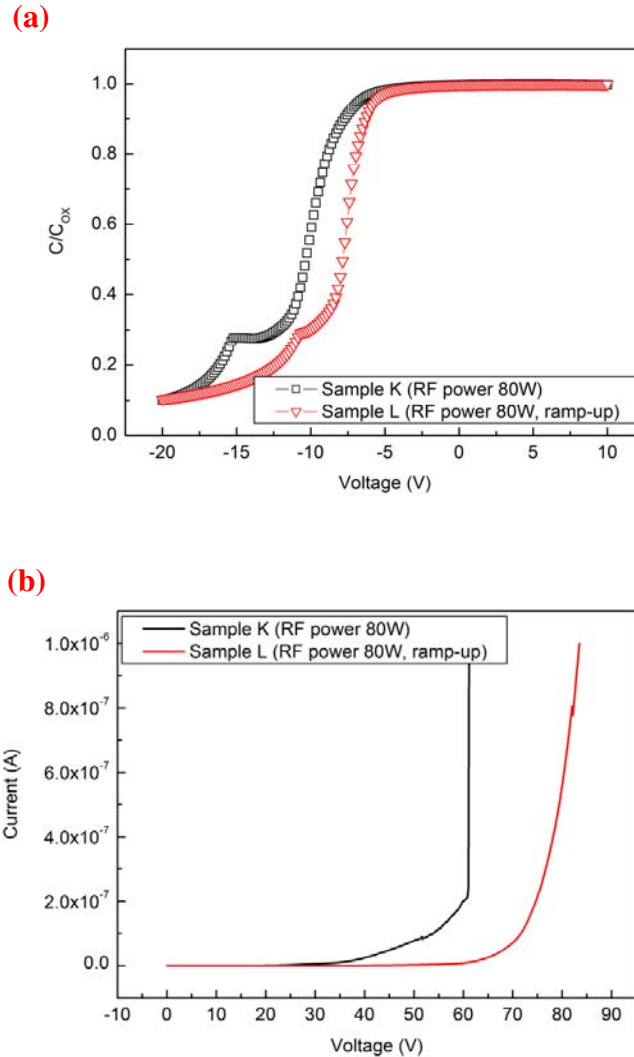 (a)
1.0
0.8
0.6
0.4
0.2
0.0
C/C_OX
Sample K (RF power 80W)
Sample L (RF power 80W, ramp-up)
-20 -15 -10 -5 0 5 10
Voltage (V)
(b)
Sample K (RF power 80W)
Sample L (RF power 80W, ramp-up)
1.0x10^-6
8.0x10^-7
6.0x10^-7
4.0x10^-7
2.0x10^-7
0.0
Current (A)
-10 0 10 20 30 40 50 60 70 80 90
Voltage (V)